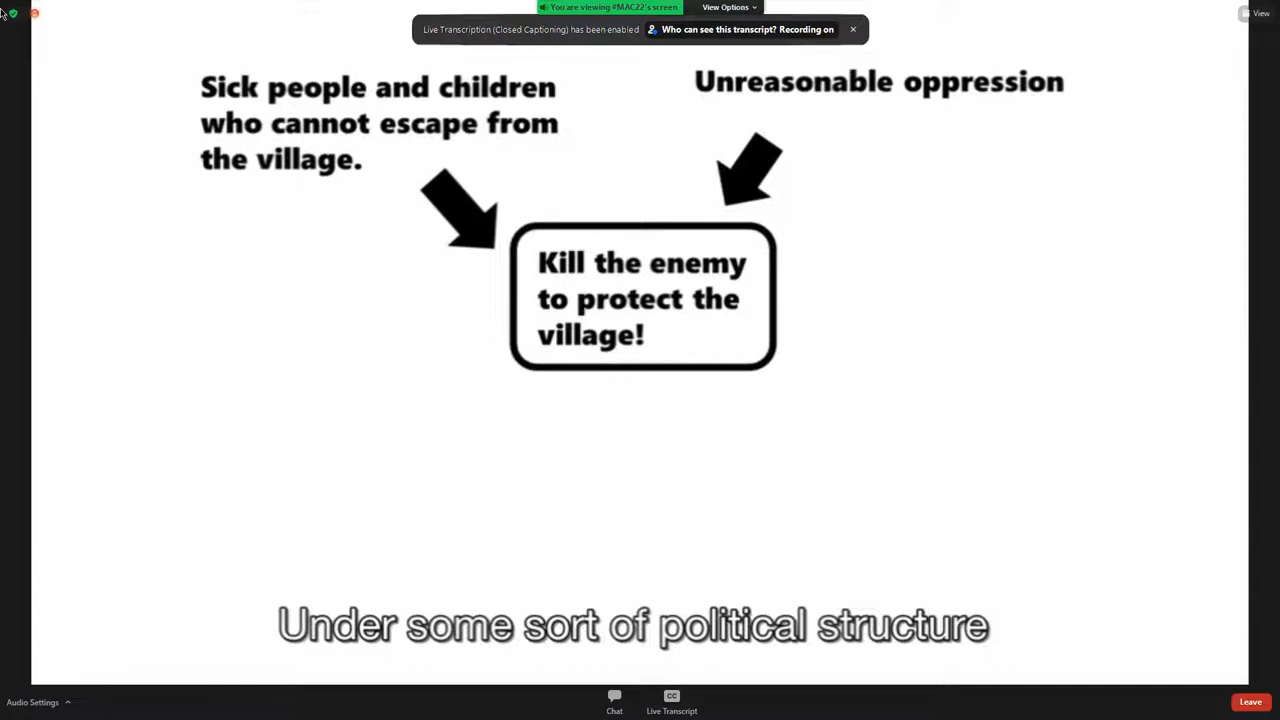 You are viewing #MAC22's screen
View Options
View
Live Transcription (Closed Captioning) has been enabled
Who can see this transcript? Recording on
Sick people and children
who cannot escape from
the village.
Unreasonable oppression
Kill the enemy
to protect the
village!
Under some sort of political structure
Audio Settings
Chat
CC
Live Transcript
Leave